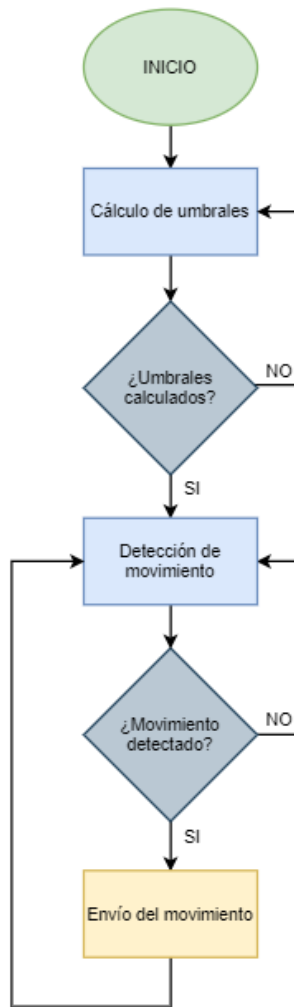 INICIO
Cálculo de umbrales
¿Umbrales
calculados?
NO
SI
Detección de
movimiento
¿Movimiento
detectado?
NO
SI
Envío del movimiento